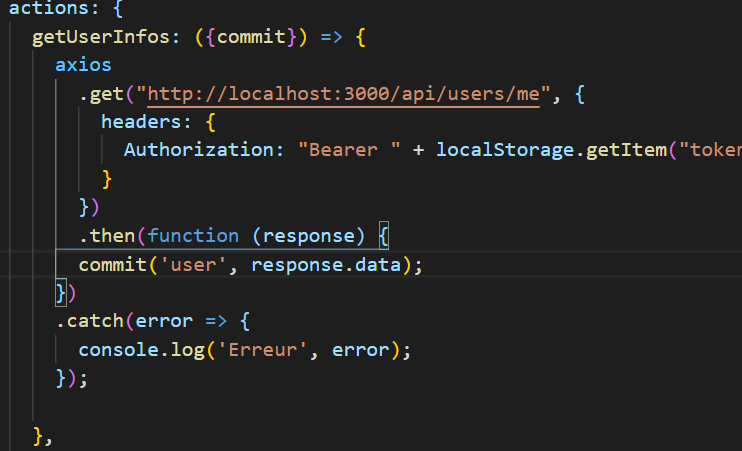 actions: {
getUserInfos: ({commit}) => {
axios
.get("http://localhost:3000/api/users/me", {
headers: {
Authorization: "Bearer " + localStorage.getItem("token
}
})
.then(function (response) {
commit('user', response.data);
})
.catch(error => {
console.log('Erreur', error);
});
},